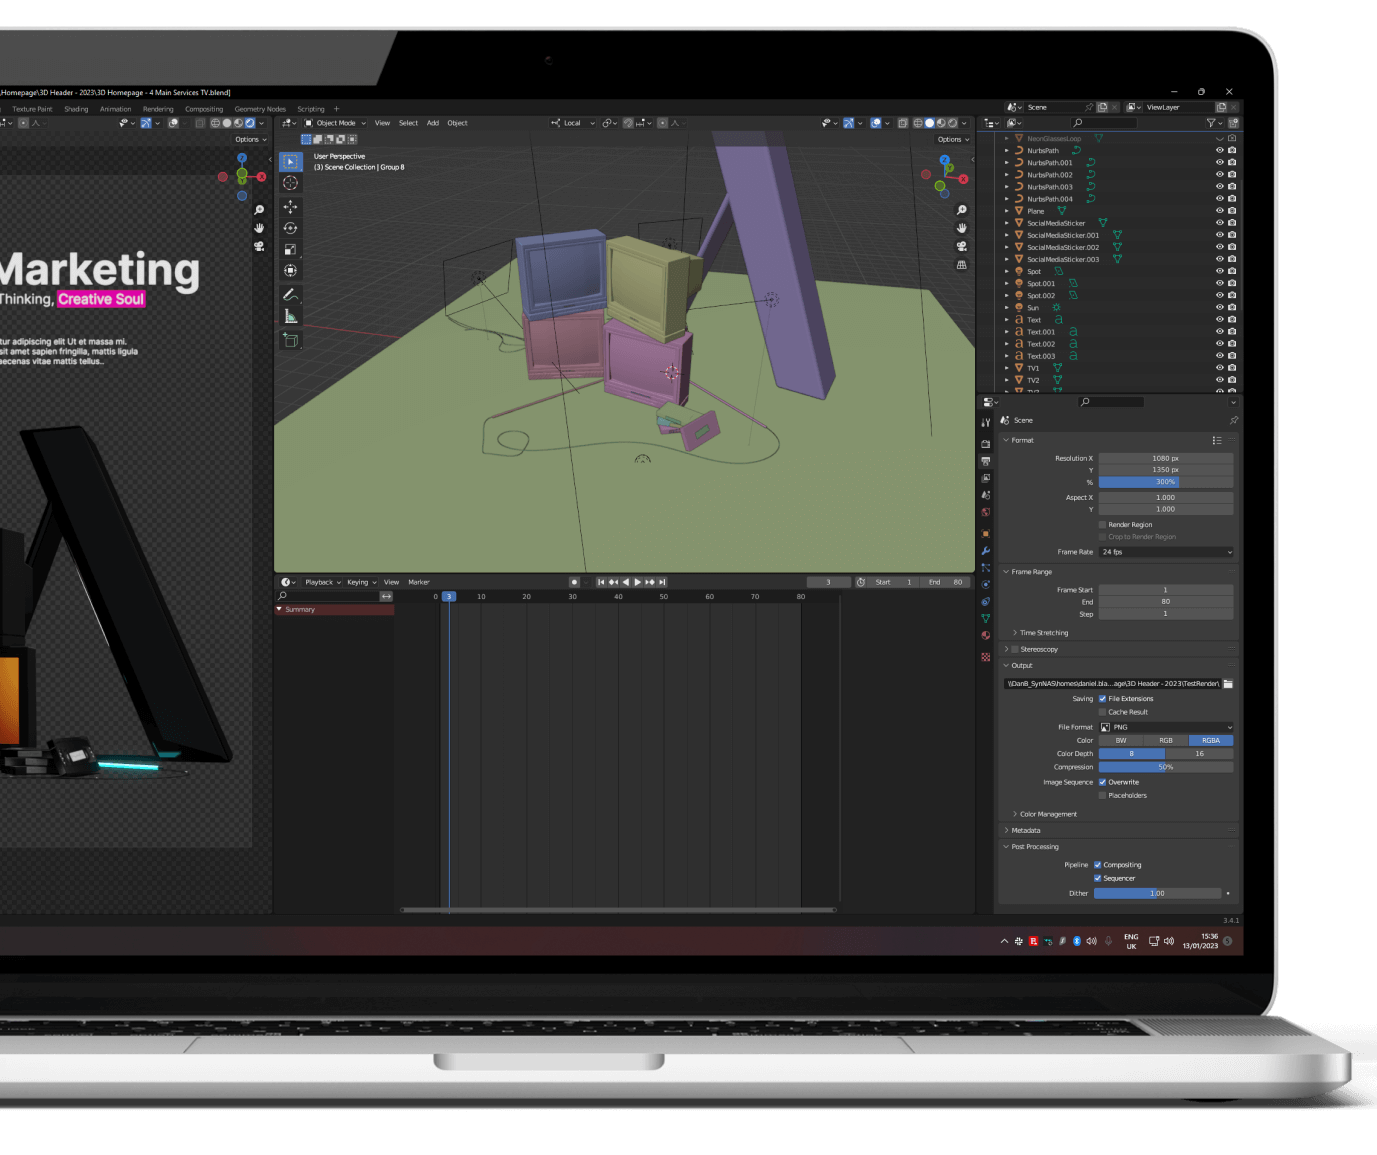 \Homepage\3D Header - 2023\3D Homepage - 4 Main Services TV.blend]
Texture Paint Shading Animation Rendering Compositing Geometry Nodes Scripting +
Options
Marketing
Thinking, Creative Soul
tur adipiscing elit Ut et massa mi.
sit amet sapien fringilla, mattis ligula
aecenas vitae mattis tellus..
Object Mode View Select Add Object Local
Options
User Perspective
(3) Scene Collection | Group 8
Playback Keying View Marker 3 Start 1 End 80
0 3 10 20 30 40 50 60 70 80
Summary
Scene ViewLayer
NeonGlassesLoop
NurbsPath
NurbsPath.001
NurbsPath.002
NurbsPath.003
NurbsPath.004
Plane
SocialMediaSticker
SocialMediaSticker.001
SocialMediaSticker.002
SocialMediaSticker.003
Spot
Spot.001
Spot.002
Sun
Text
Text.001
Text.002
Text.003
TV1
TV2
Scene
Format
Resolution X 1080 px
Y 1350 px
% 300%
Aspect X 1.000
Y 1.000
Render Region
Crop to Render Region
Frame Rate 24 fps
Frame Range
Frame Start 1
End 80
Step 1
Time Stretching
Stereoscopy
Output
\\DanB_SynNAS\homes\daniel.bla...age\3D Header - 2023\TestRender\
Saving File Extensions
Cache Result
File Format PNG
Color BW RGB RGBA
Color Depth 8 16
Compression 50%
Image Sequence Overwrite
Placeholders
Color Management
Metadata
Post Processing
Pipeline Compositing
Sequencer
Dither 1.00
3.4.1
ENG
UK
15:36
13/01/2023